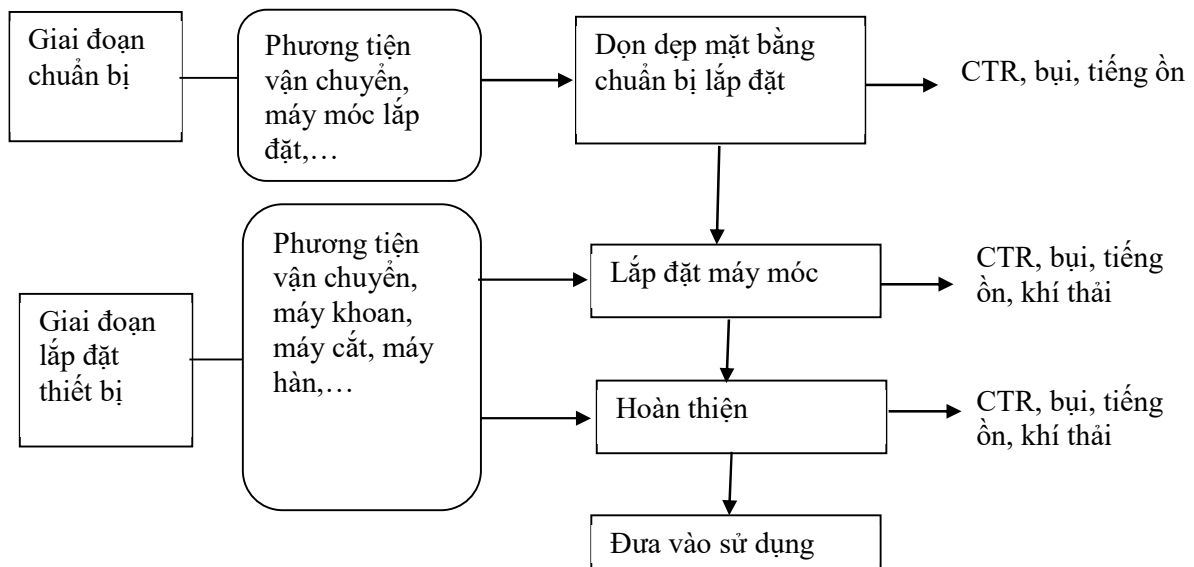 Giai đoạn
chuẩn bị
Phương tiện
vận chuyển,
máy móc lắp
đặt,…
Dọn dẹp mặt bằng
chuẩn bị lắp đặt
CTR, bụi, tiếng ồn
Giai đoạn
lắp đặt
thiết bị
Phương tiện
vận chuyển,
máy khoan,
máy cắt, máy
hàn,…
Lắp đặt máy móc
CTR, bụi, tiếng
ồn, khí thải
Hoàn thiện
CTR, bụi, tiếng
ồn, khí thải
Đưa vào sử dụng